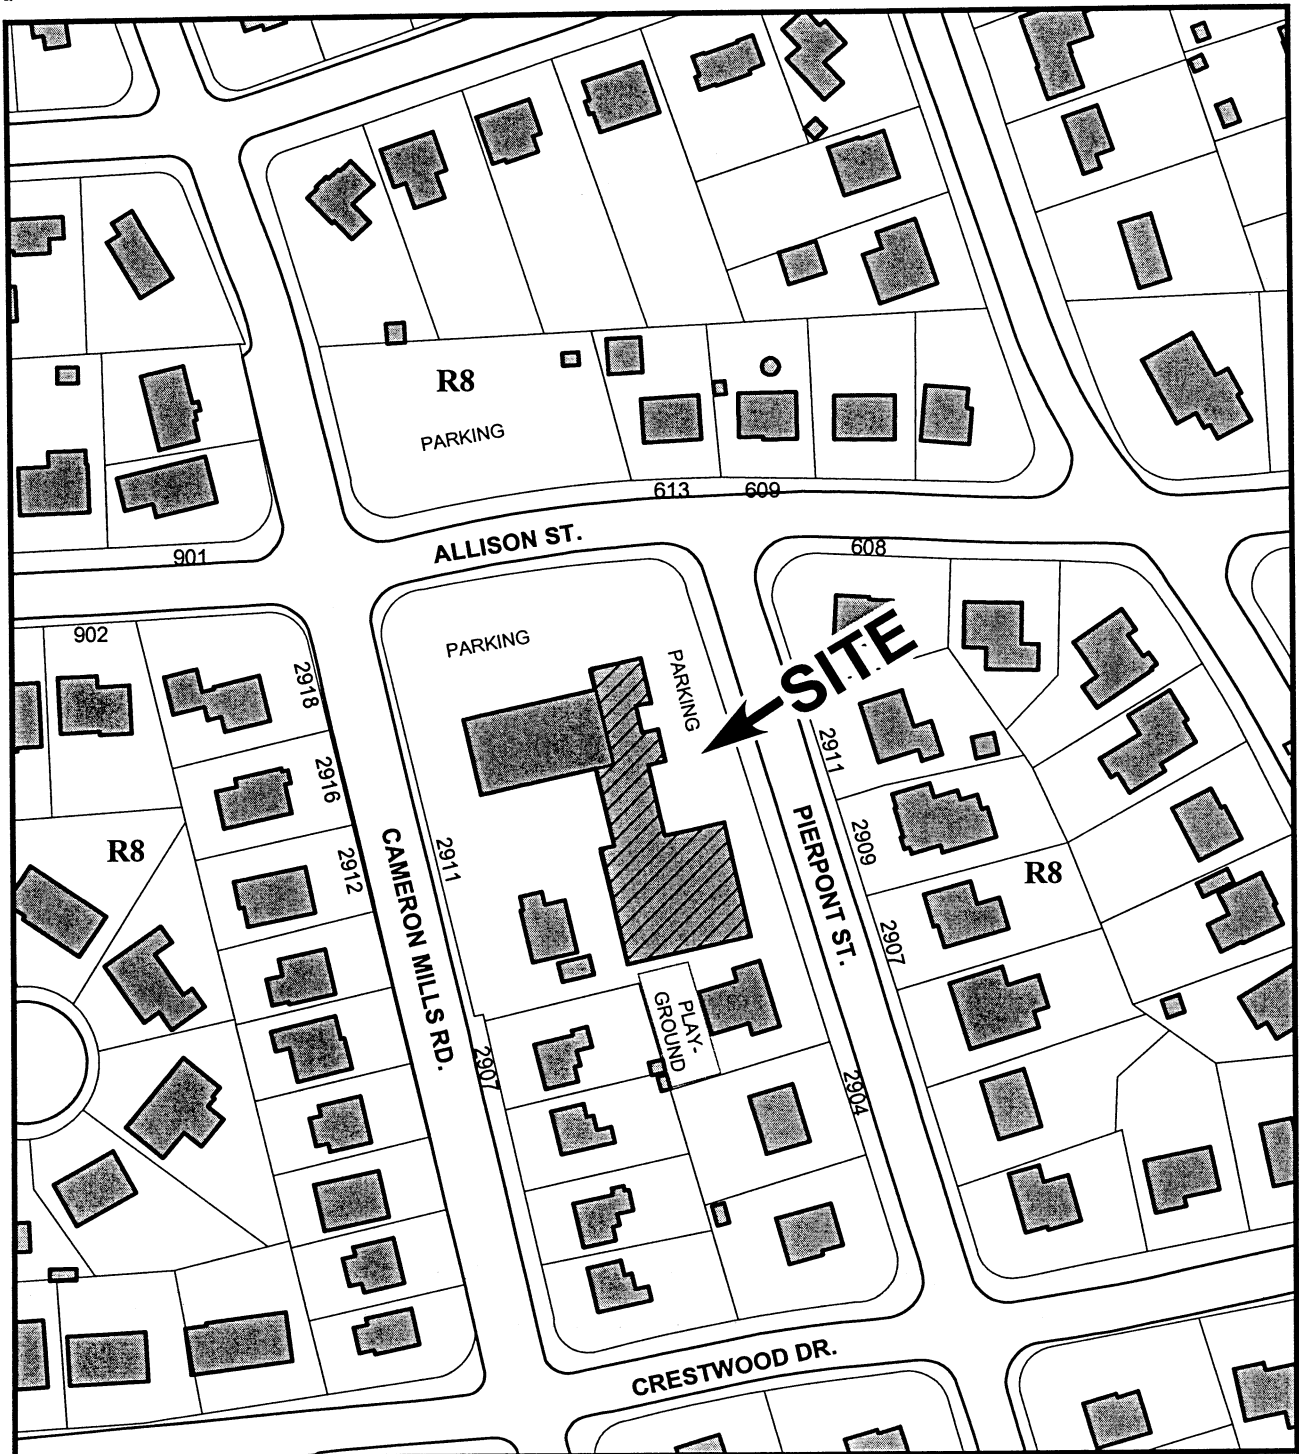 R8
PARKING
613
609
ALLISON ST.
901
608
902
PARKING
PARKING
SITE
2918
2916
2912
2911
2911
2909
2907
R8
R8
CAMERON MILLS RD.
PIERPONT ST.
PLAY-
GROUND
2907
2904
CRESTWOOD DR.